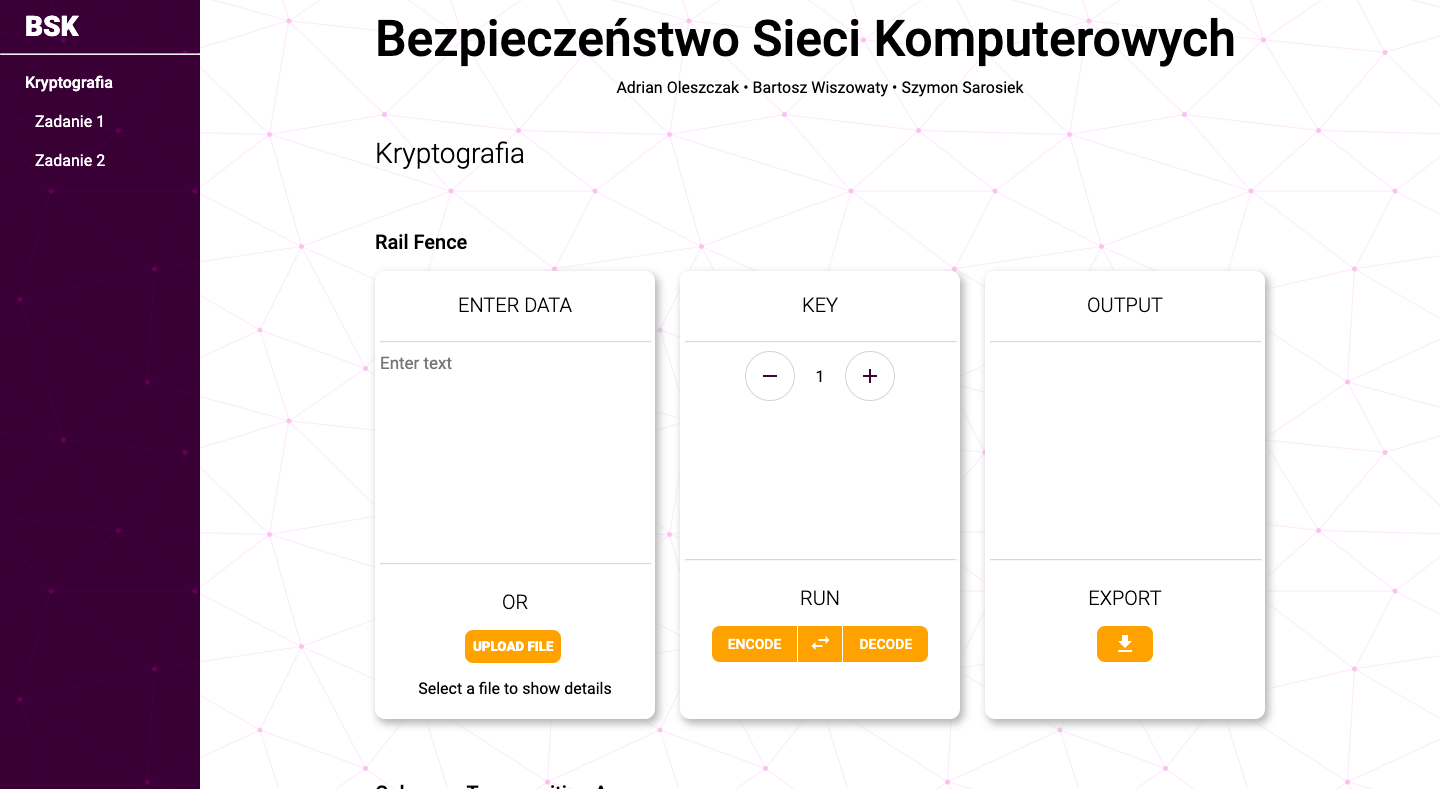 BSK
Kryptografia
Zadanie 1
Zadanie 2
Bezpieczeństwo Sieci Komputerowych
Adrian Oleszczak • Bartosz Wiszowaty • Szymon Sarosiek
Kryptografia
Rail Fence
ENTER DATA
Enter text
OR
UPLOAD FILE
Select a file to show details
KEY
1
RUN
ENCODE
DECODE
OUTPUT
EXPORT